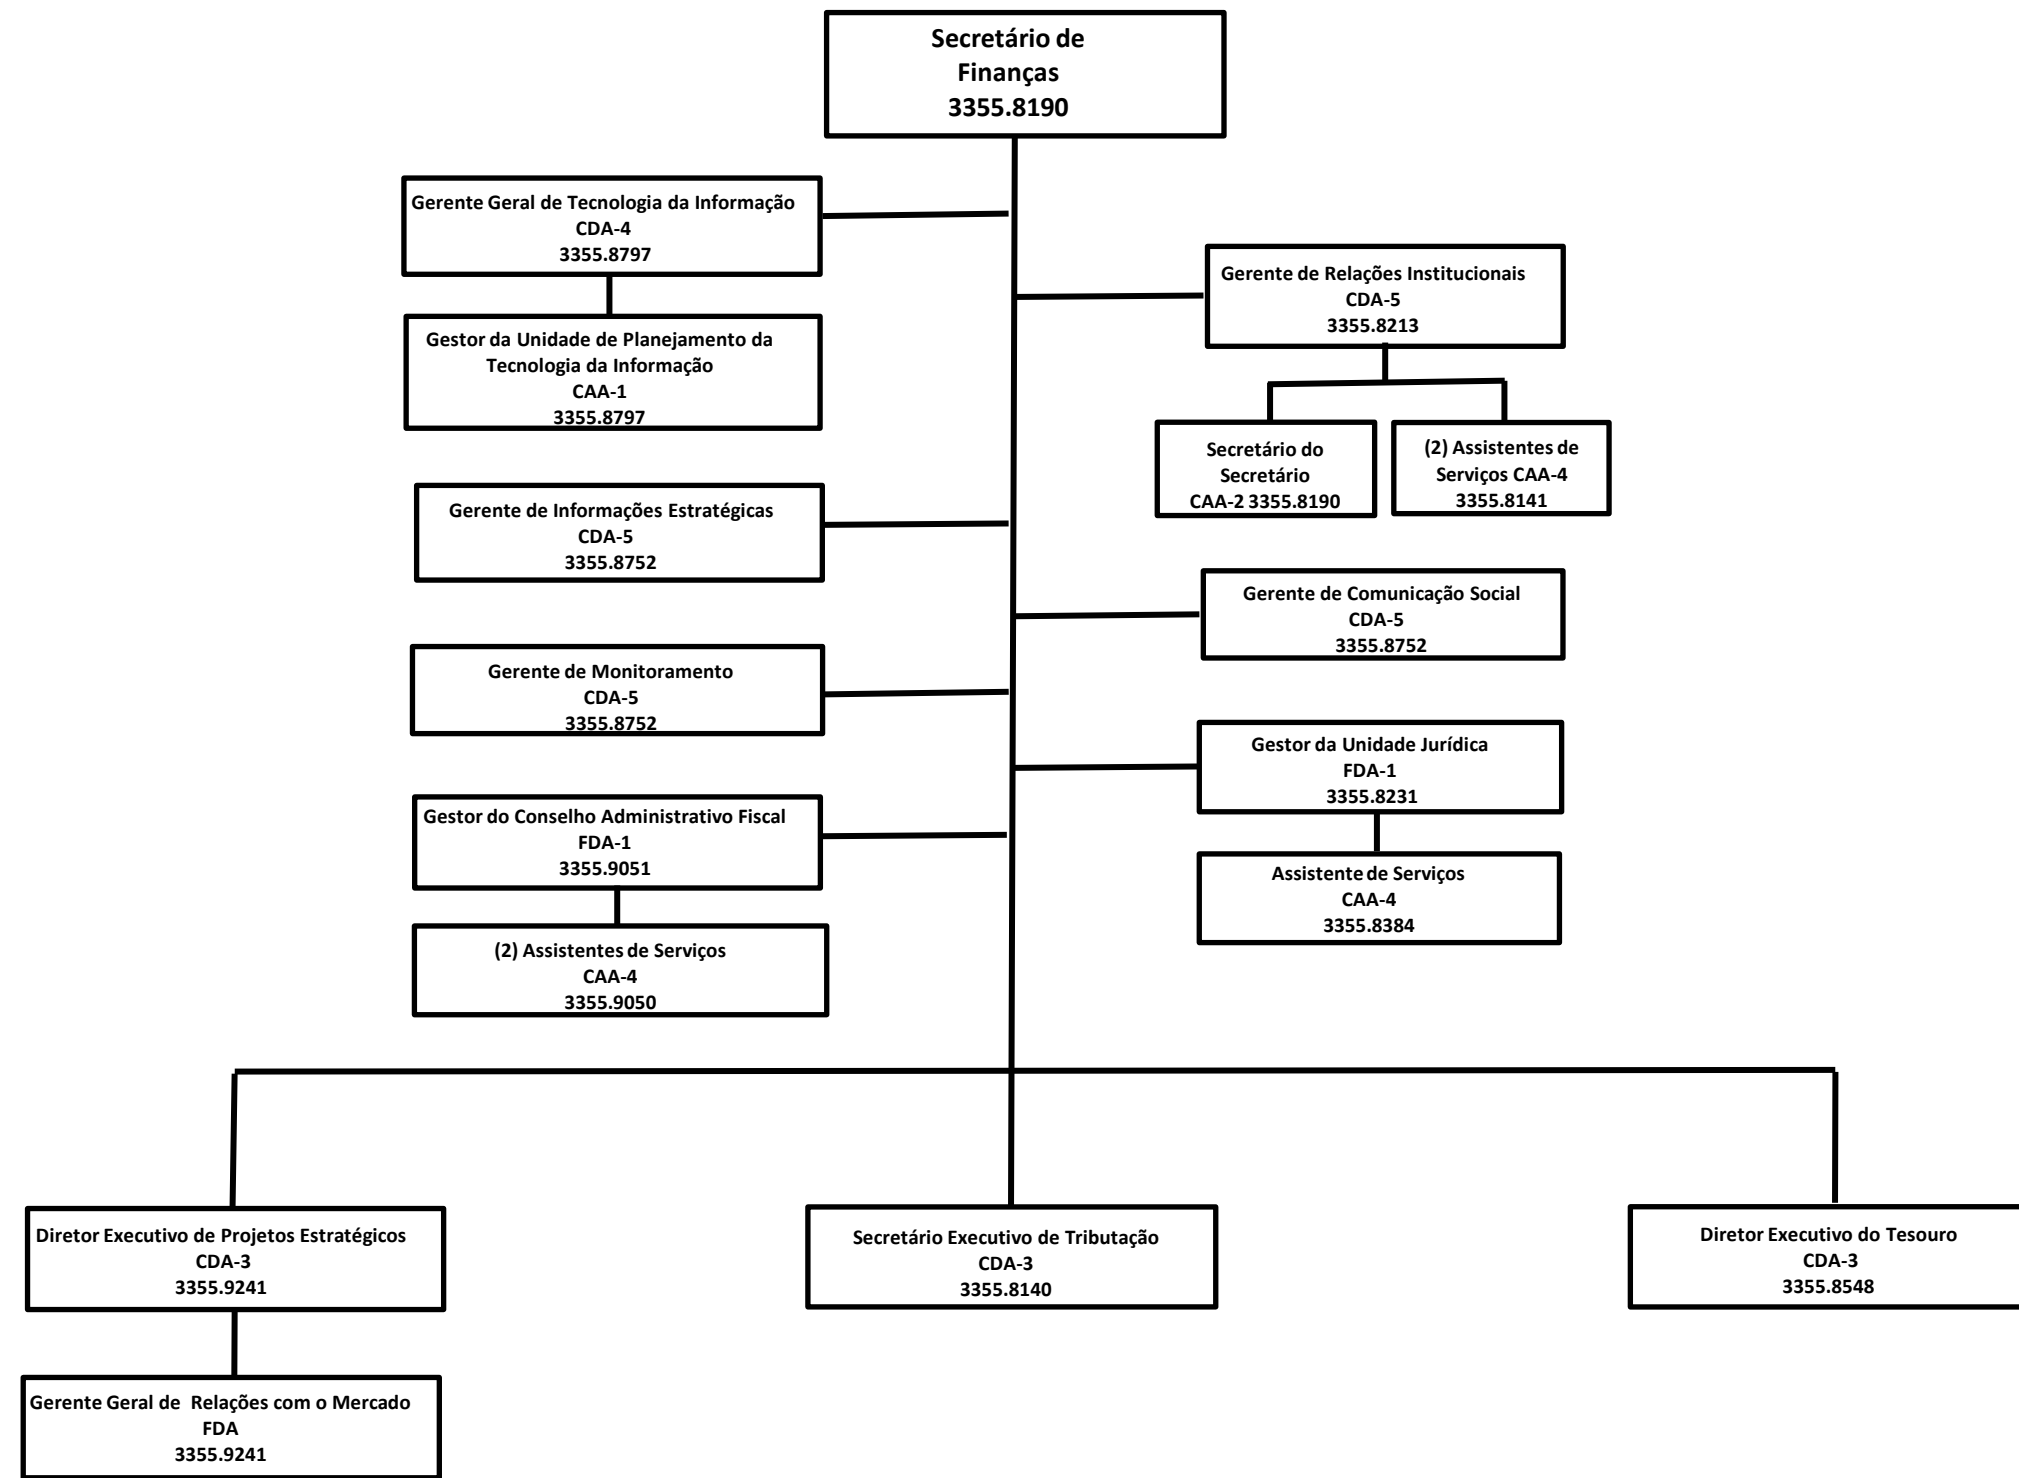 Secretário de
Finanças
3355.8190
Gerente Geral de Tecnologia da Informação
CDA-4
3355.8797
Gerente de Relações Institucionais
CDA-5
3355.8213
Gestor da Unidade de Planejamento da
Tecnologia da Informação
CAA-1
3355.8797
Secretário do
Secretário
CAA-2 3355.8190
(2) Assistentes de
Serviços CAA-4
3355.8141
Gerente de Informações Estratégicas
CDA-5
3355.8752
Gerente de Comunicação Social
CDA-5
3355.8752
Gerente de Monitoramento
CDA-5
3355.8752
Gestor da Unidade Jurídica
FDA-1
3355.8231
Gestor do Conselho Administrativo Fiscal
FDA-1
3355.9051
Assistente de Serviços
CAA-4
3355.8384
(2) Assistentes de Serviços
CAA-4
3355.9050
Diretor Executivo de Projetos Estratégicos
CDA-3
3355.9241
Secretário Executivo de Tributação
CDA-3
3355.8140
Diretor Executivo do Tesouro
CDA-3
3355.8548
Gerente Geral de  Relações com o Mercado
FDA
3355.9241